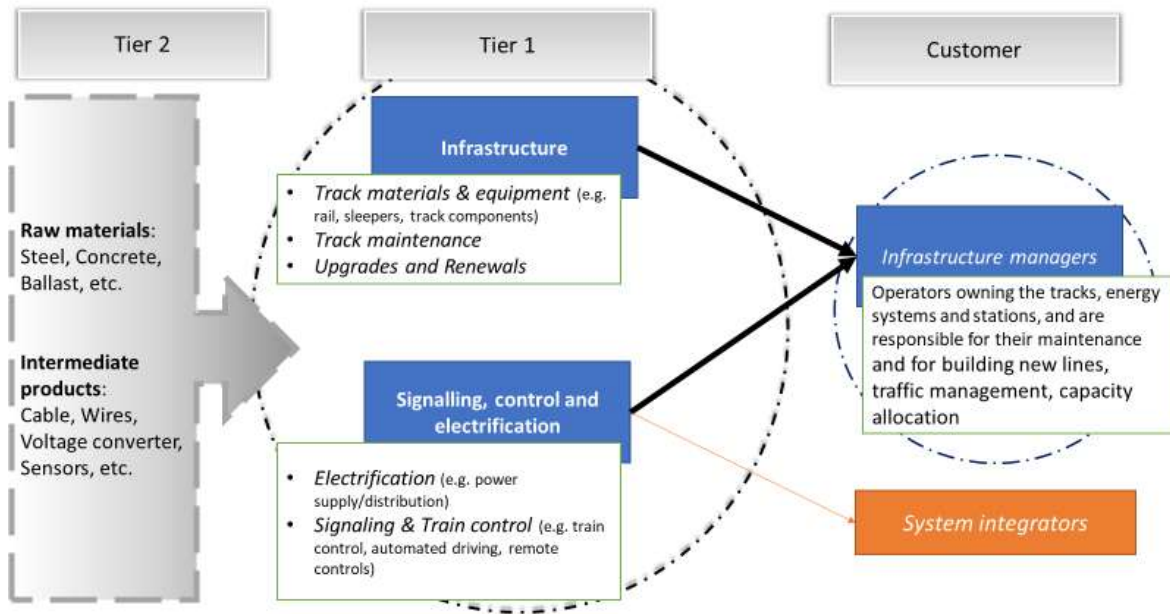 Tier 2
Tier 1
Customer
Raw materials:
Steel, Concrete,
Ballast, etc.
Intermediate
products:
Cable, Wires,
Voltage converter,
Sensors, etc.
Infrastructure
• Track materials & equipment (e.g.
rail, sleepers, track components)
• Track maintenance
• Upgrades and Renewals
Signalling, control and
electrification
• Electrification (e.g. power
supply/distribution)
• Signaling & Train control (e.g. train
control, automated driving, remote
controls)
Infrastructure managers
Operators owning the tracks, energy
systems and stations, and are
responsible for their maintenance
and for building new lines,
traffic management, capacity
allocation
System integrators